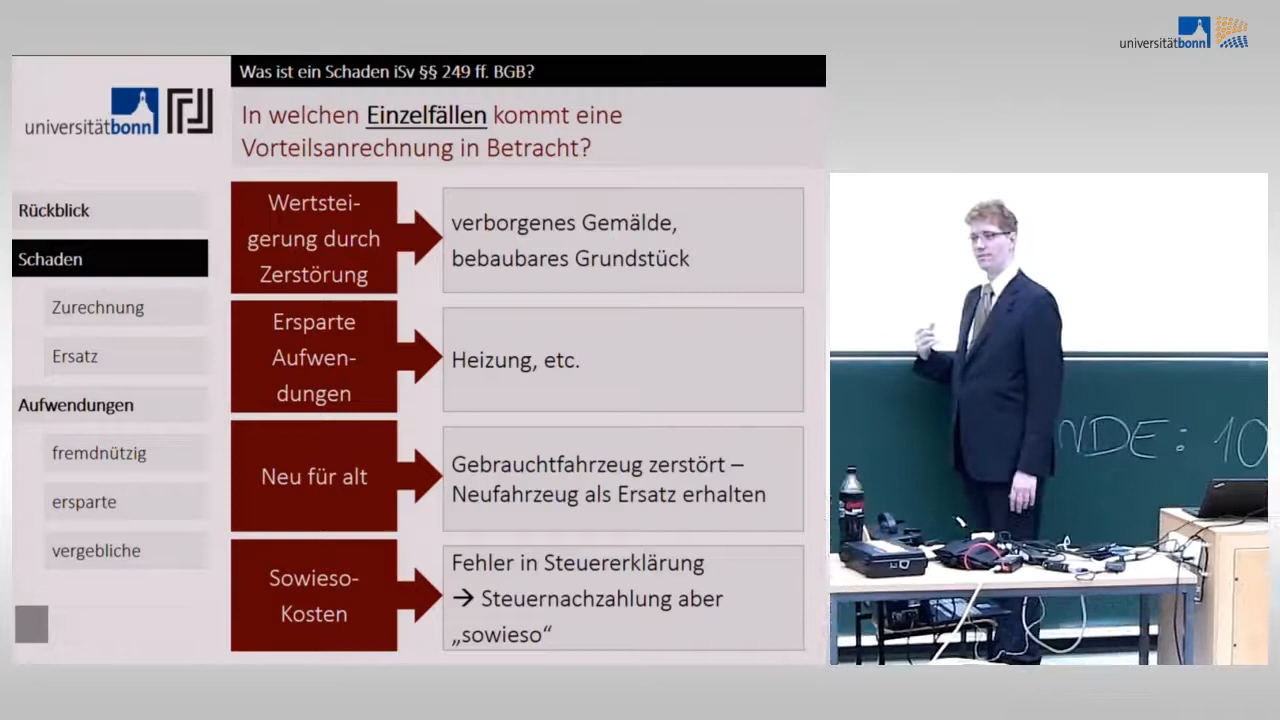 universitätbonn
Was ist ein Schaden iSv §§ 249 ff. BGB?
universitätbonn
In welchen Einzelfällen kommt eine
Vorteilsanrechnung in Betracht?
Rückblick
Schaden
Zurechnung
Ersatz
Aufwendungen
fremdnützig
ersparte
vergebliche
Wertstei-
gerung durch
Zerstörung
verborgenes Gemälde,
bebaubares Grundstück
Ersparte
Aufwen-
dungen
Heizung, etc.
Neu für alt
Gebrauchtfahrzeug zerstört –
Neufahrzeug als Ersatz erhalten
Sowieso-
Kosten
Fehler in Steuererklärung
→ Steuernachzahlung aber
„sowieso“
NDE: 10